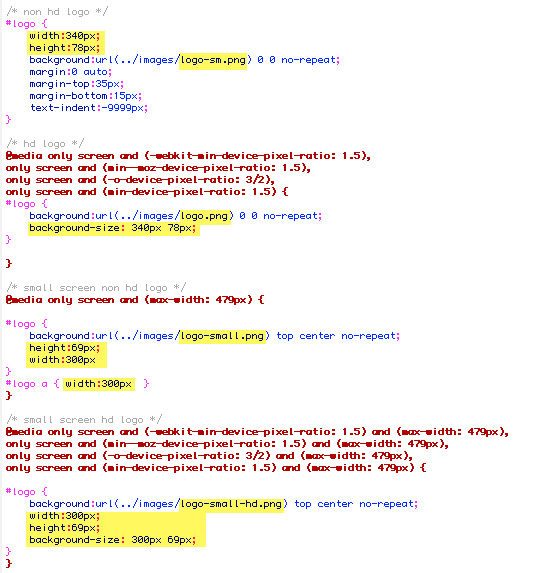 /* non hd logo */
#logo {
width:340px;
height:78px;
background:url(../images/logo-sm.png) 0 0 no-repeat;
margin:0 auto;
margin-top:35px;
margin-bottom:15px;
text-indent:-9999px;
}
/* hd logo */
@media only screen and (-webkit-min-device-pixel-ratio: 1.5),
only screen and (min--moz-device-pixel-ratio: 1.5),
only screen and (-o-device-pixel-ratio: 3/2),
only screen and (min-device-pixel-ratio: 1.5) {
#logo {
background:url(../images/logo.png) 0 0 no-repeat;
background-size: 340px 78px;
}
}
/* small screen non hd logo */
@media only screen and (max-width: 479px) {
#logo {
background:url(../images/logo-small.png) top center no-repeat;
height:69px;
width:300px
}
#logo a { width:300px }
}
/* small screen hd logo */
@media only screen and (-webkit-min-device-pixel-ratio: 1.5) and (max-width: 479px),
only screen and (min--moz-device-pixel-ratio: 1.5) and (max-width: 479px),
only screen and (-o-device-pixel-ratio: 3/2) and (max-width: 479px),
only screen and (min-device-pixel-ratio: 1.5) and (max-width: 479px) {
#logo {
background:url(../images/logo-small-hd.png) top center no-repeat;
width:300px;
height:69px;
background-size: 300px 69px;
}
}